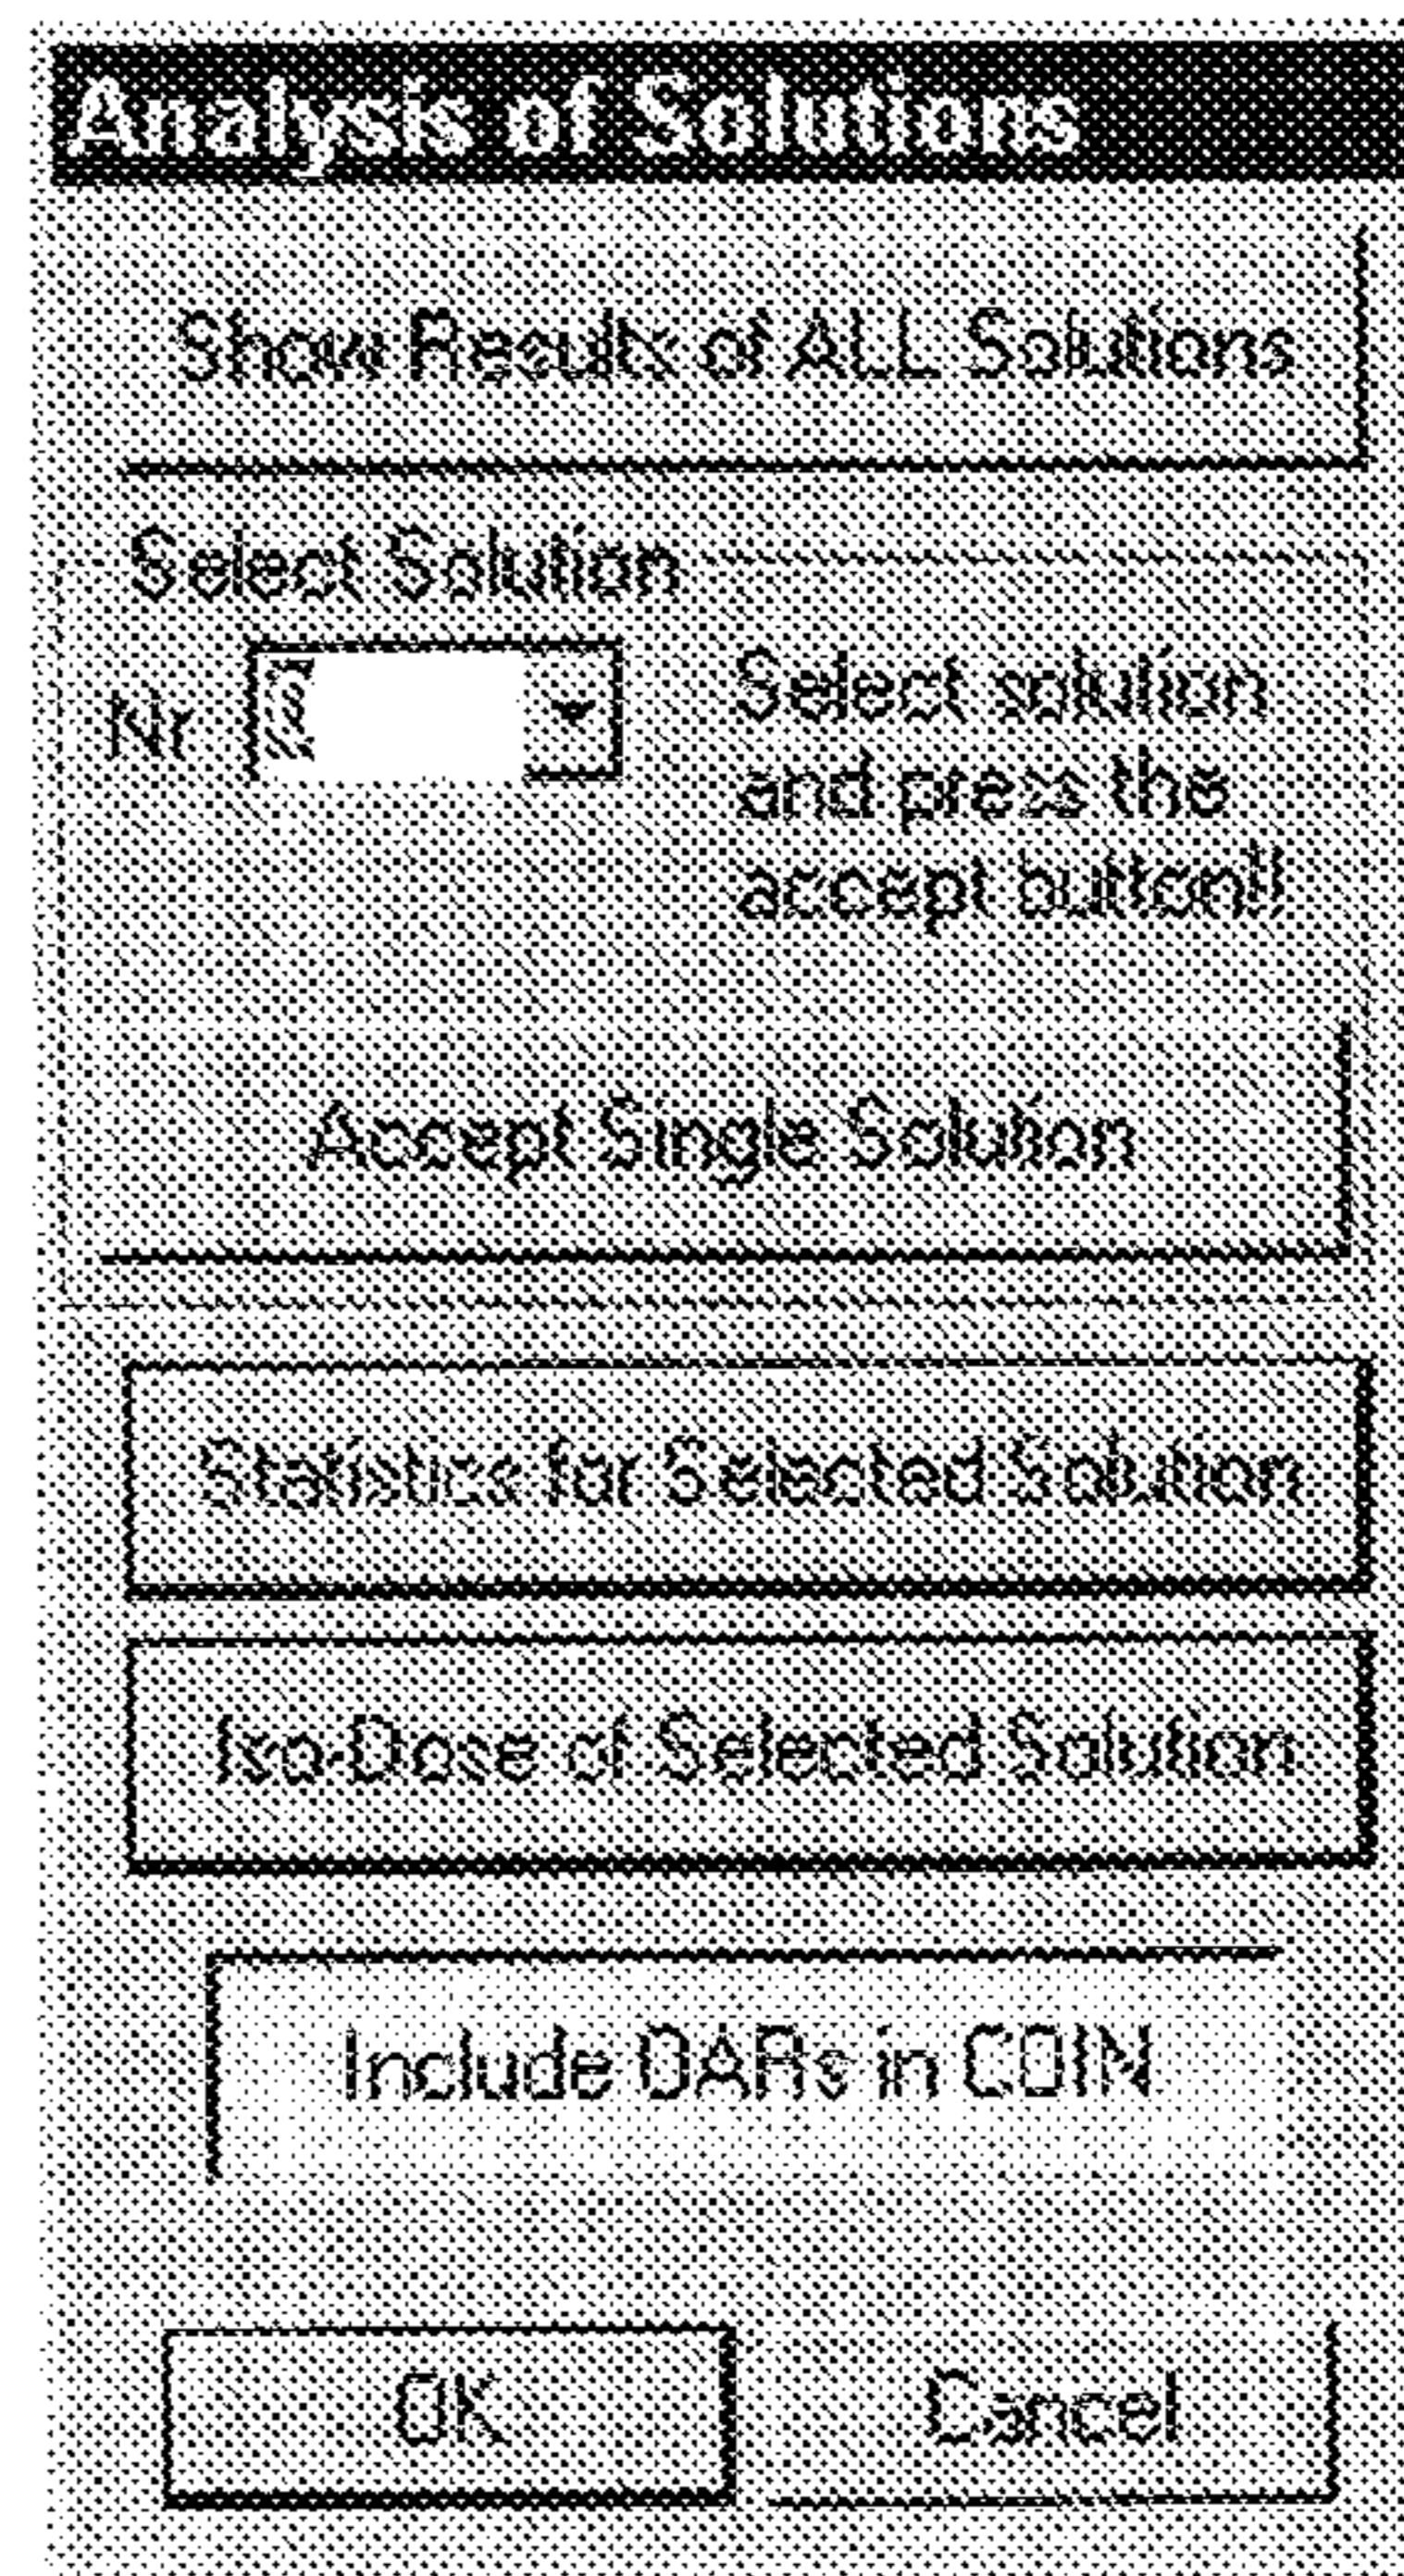 Analysis of Solutions
Show Results of ALL Solutions
Select Solution
Nr
Select solution
and press the
accept button!!
Accept Single Solution
Statistics for Selected Solution
Iso-Dose of Selected Solution
Include OARs in COIN
OK
Cancel